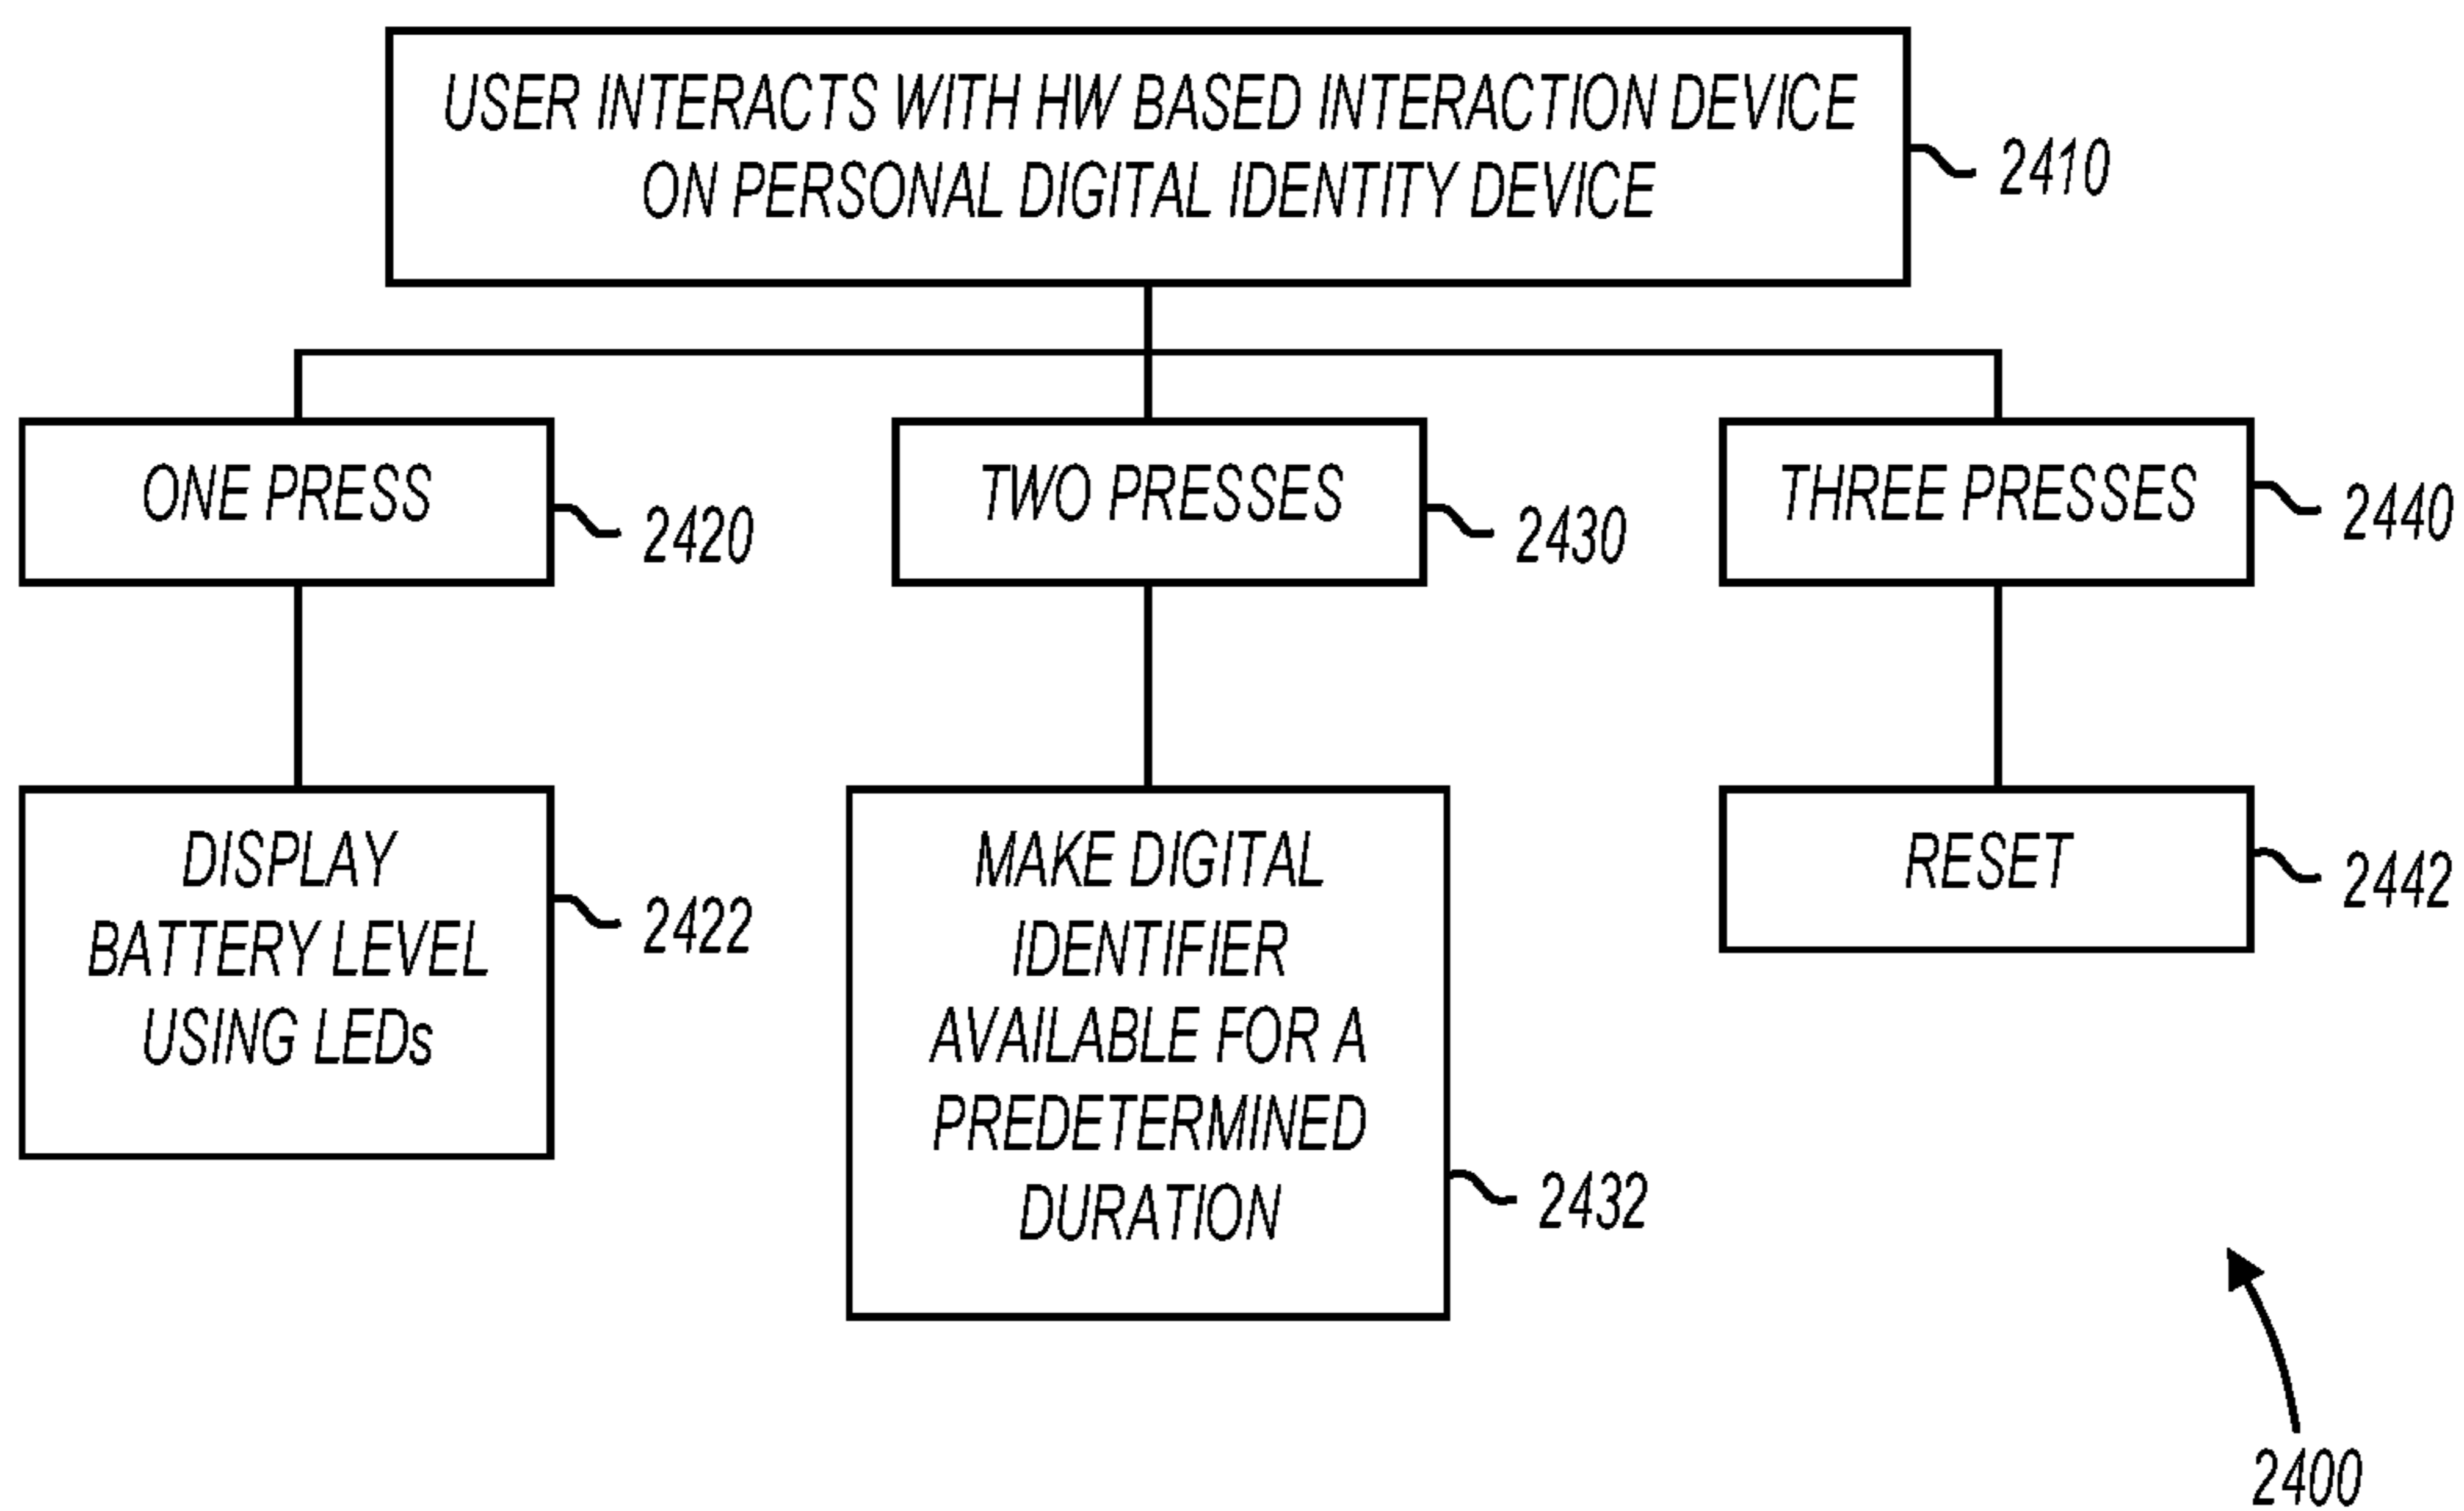 USER INTERACTS WITH HW BASED INTERACTION DEVICE
ON PERSONAL DIGITAL IDENTITY DEVICE
2410
ONE PRESS
2420
TWO PRESSES
2430
THREE PRESSES
2440
DISPLAY
BATTERY LEVEL
USING LEDs
2422
MAKE DIGITAL
IDENTIFIER
AVAILABLE FOR A
PREDETERMINED
DURATION
2432
RESET
2442
2400